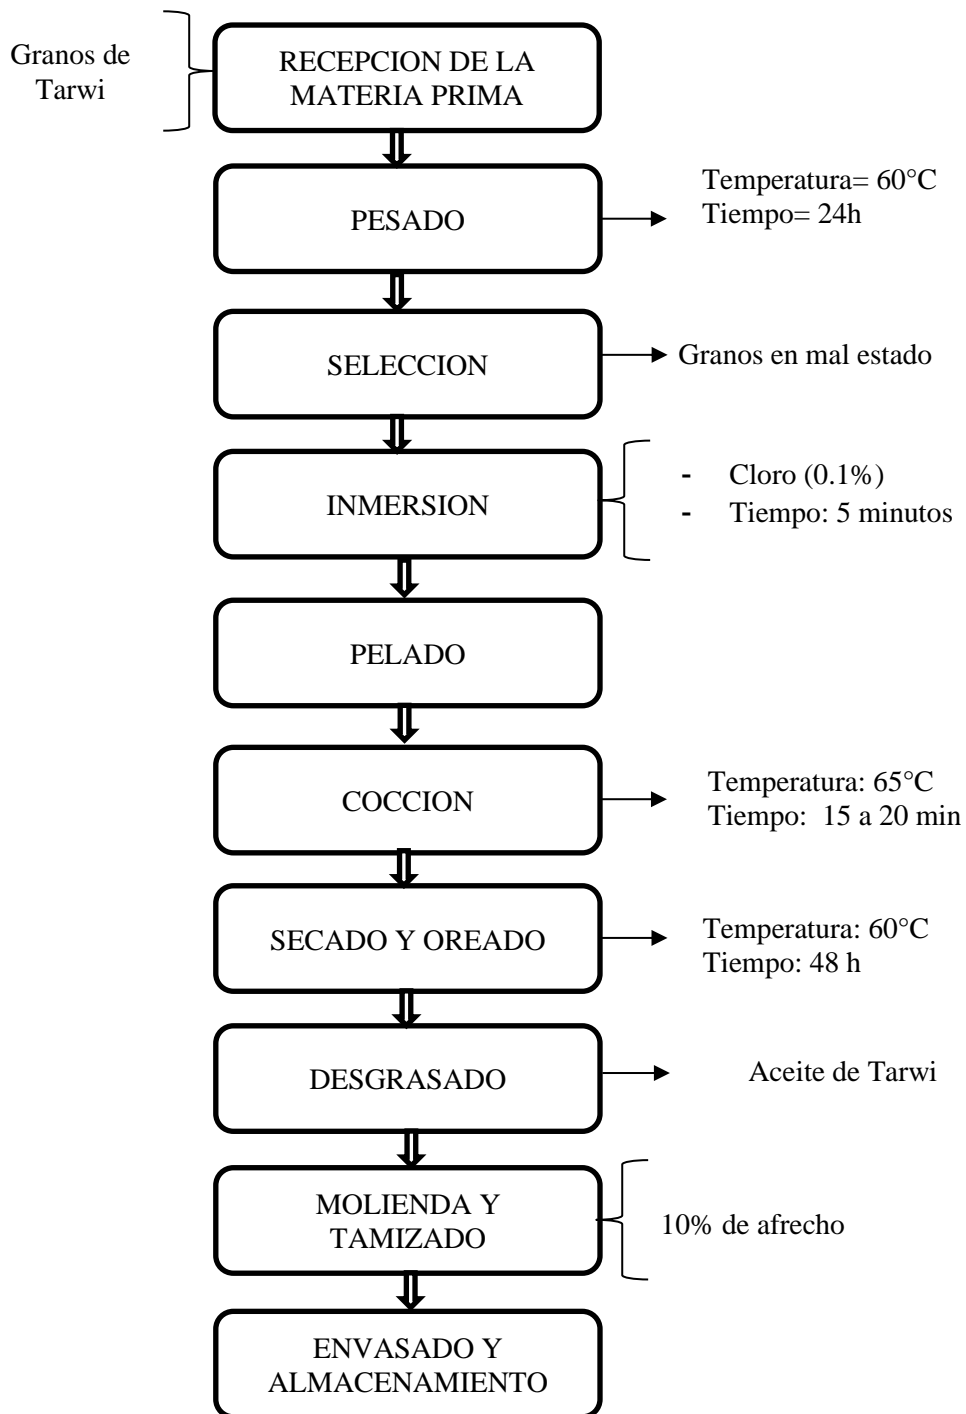 Granos de
Tarwi
RECEPCION DE LA
MATERIA PRIMA
PESADO
Temperatura= 60°C
Tiempo= 24h
SELECCION
Granos en mal estado
INMERSION
- Cloro (0.1%)
- Tiempo: 5 minutos
PELADO
COCCION
Temperatura: 65°C
Tiempo: 15 a 20 min
SECADO Y OREADO
Temperatura: 60°C
Tiempo: 48 h
DESGRASADO
Aceite de Tarwi
MOLIENDA Y
TAMIZADO
10% de afrecho
ENVASADO Y
ALMACENAMIENTO